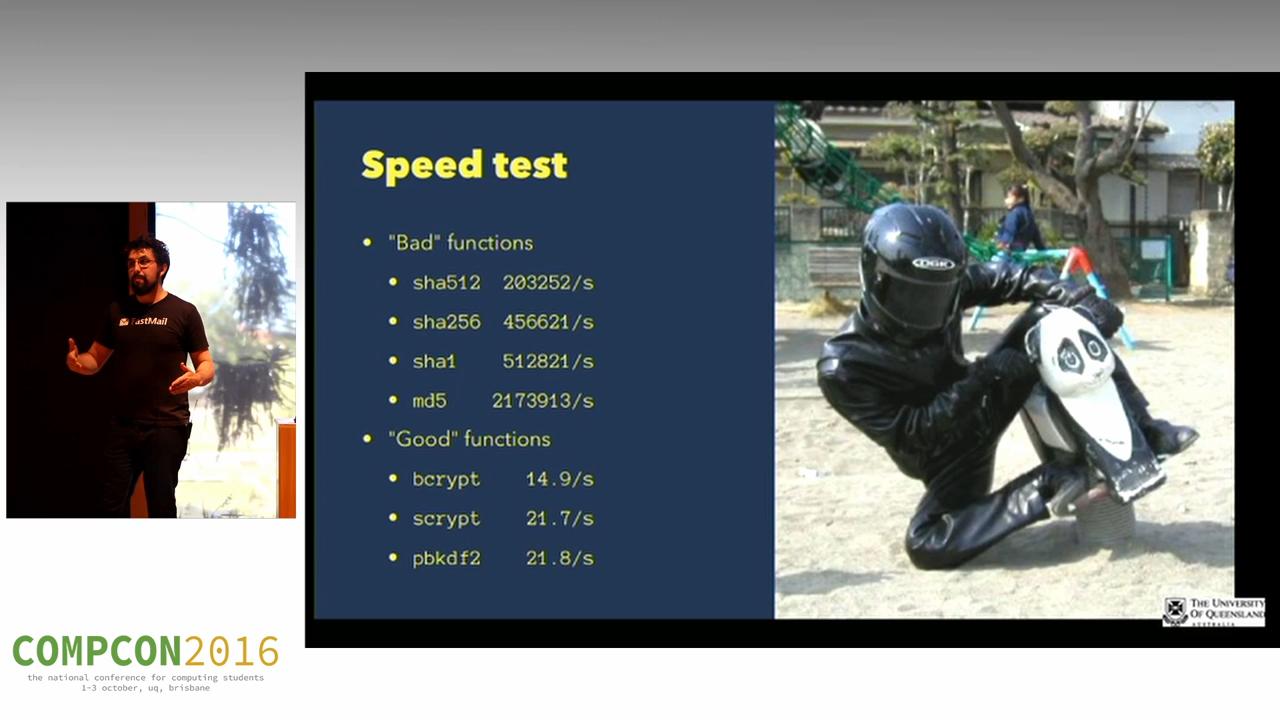 Speed test
"Bad" functions
sha512 203252/s
sha256 456621/s
sha1 512821/s
md5 2173913/s
"Good" functions
bcrypt 14.9/s
scrypt 21.7/s
pbkdf2 21.8/s
OGK
FastMail
THE UNIVERSITY
OF QUEENSLAND
AUSTRALIA
COMPCON2016
the national conference for computing students
1-3 october, uq, brisbane